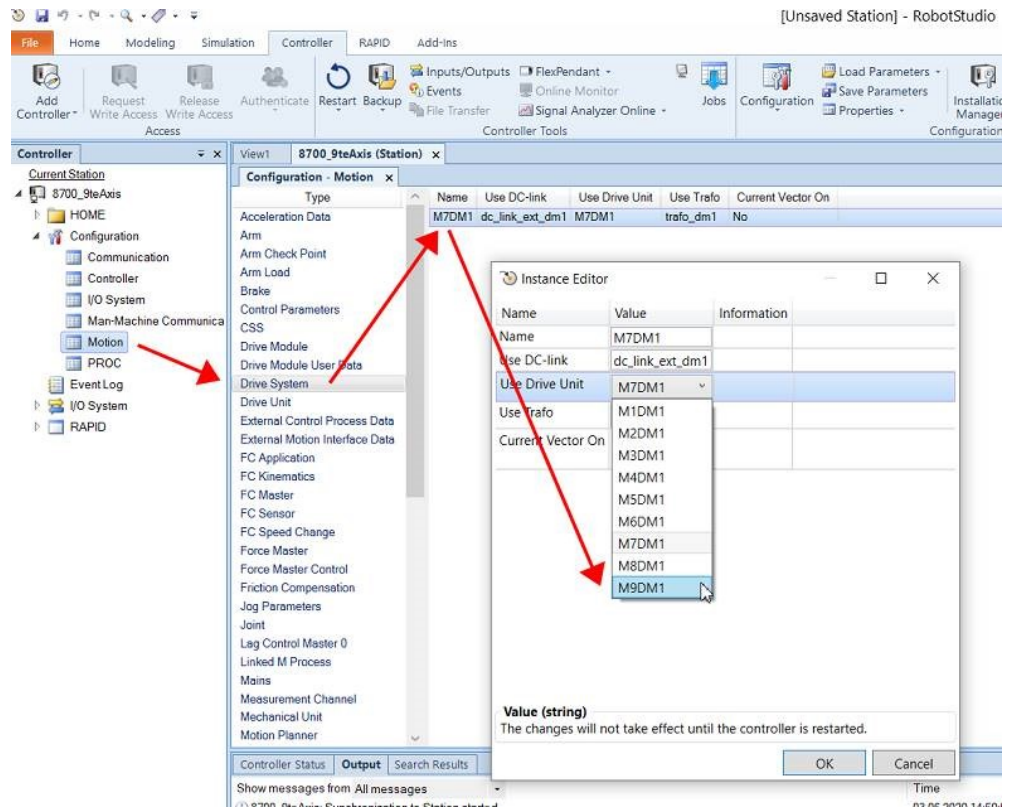 [Unsaved Station] - RobotStudio
File Home Modeling Simulation Controller RAPID Add-Ins
Add Controller
Request Write Access
Release Write Access
Authenticate
Restart
Backup
Inputs/Outputs
Events
File Transfer
FlexPendant
Online Monitor
Signal Analyzer Online
Jobs
Configuration
Load Parameters
Save Parameters
Properties
Access
Controller Tools
Configuration
Controller
View1 8700_9teAxis (Station)
Current Station
8700_9teAxis
HOME
Configuration
Communication
Controller
I/O System
Man-Machine Communica
Motion
PROC
Event Log
I/O System
RAPID
Configuration - Motion
Type
Acceleration Data
Arm
Arm Check Point
Arm Load
Brake
Control Parameters
CSS
Drive Module
Drive Module User Data
Drive System
Drive Unit
External Control Process Data
External Motion Interface Data
FC Application
FC Kinematics
FC Master
FC Sensor
FC Speed Change
Force Master
Force Master Control
Friction Compensation
Jog Parameters
Joint
Lag Control Master 0
Linked M Process
Mains
Measurement Channel
Mechanical Unit
Motion Planner
Name Use DC-link Use Drive Unit Use Trafo Current Vector On
M7DM1 dc_link_ext_dm1 M7DM1 trafo_dm1 No
Instance Editor
Name Value Information
Name M7DM1
Use DC-link dc_link_ext_dm1
Use Drive Unit M7DM1
Use Trafo
Current Vector On
M1DM1
M2DM1
M3DM1
M4DM1
M5DM1
M6DM1
M7DM1
M8DM1
M9DM1
Value (string)
The changes will not take effect until the controller is restarted.
OK Cancel
Controller Status Output Search Results
Show messages from All messages
Time